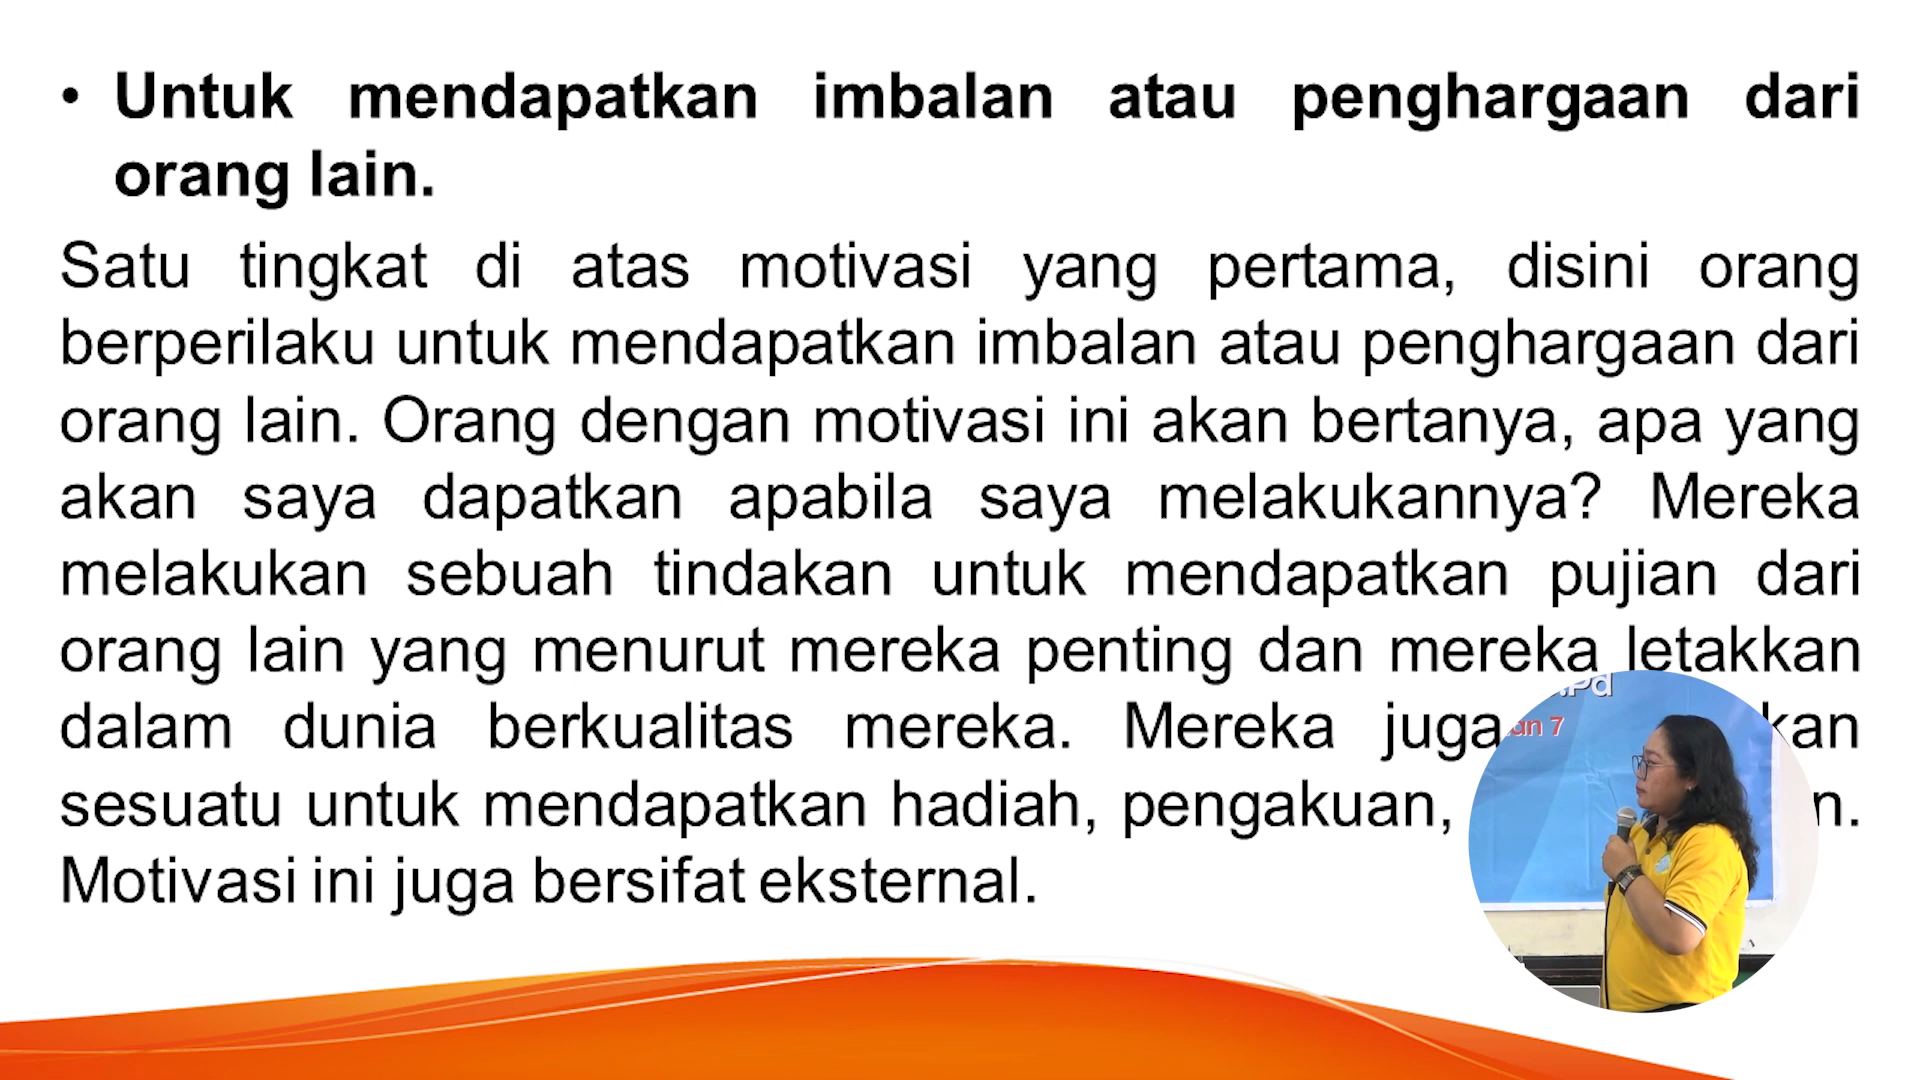 • Untuk mendapatkan imbalan atau penghargaan dari
orang lain.
Satu tingkat di atas motivasi yang pertama, disini orang
berperilaku untuk mendapatkan imbalan atau penghargaan dari
orang lain. Orang dengan motivasi ini akan bertanya, apa yang
akan saya dapatkan apabila saya melakukannya? Mereka
melakukan sebuah tindakan untuk mendapatkan pujian dari
orang lain yang menurut mereka penting dan mereka letakkan
dalam dunia berkualitas mereka. Mereka juga
sesuatu untuk mendapatkan hadiah, pengakuan,
Motivasi ini juga bersifat eksternal.
.Pd
an 7